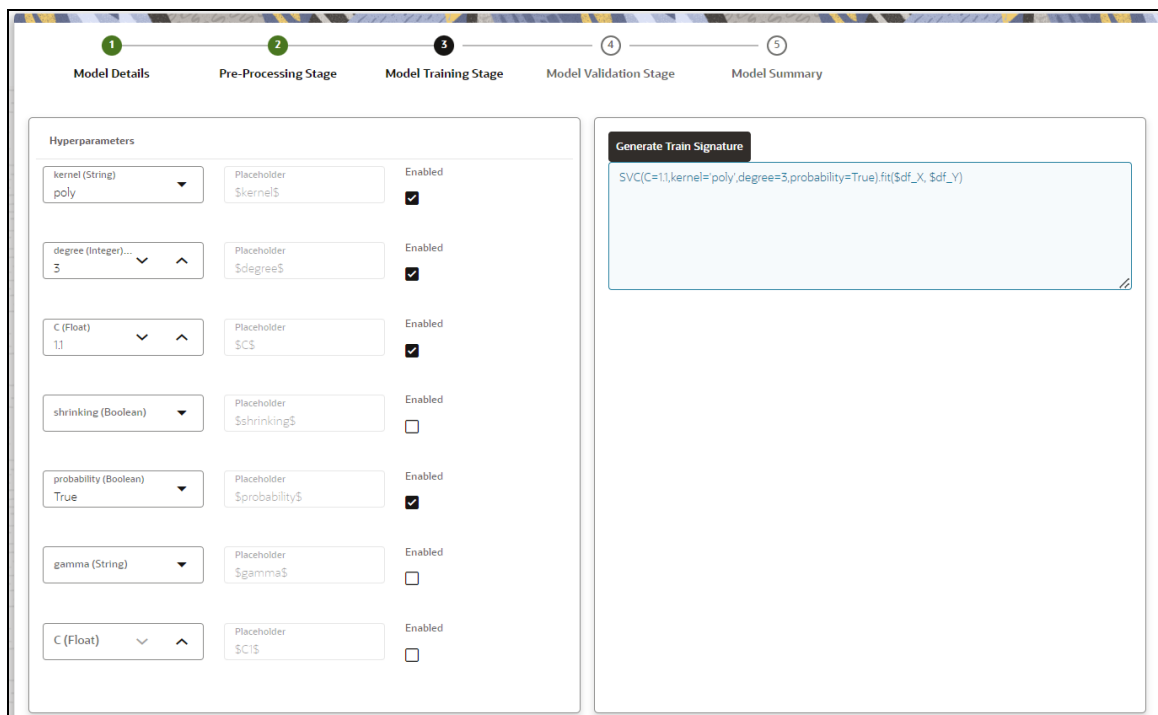 1 2 3 4 5
Model Details Pre-Processing Stage Model Training Stage Model Validation Stage Model Summary
Hyperparameters
kernel (String) Placeholder Enabled
poly $kernel$
degree (Integer)... Placeholder Enabled
3 $degree$
C (Float) Placeholder Enabled
1.1 $C$
shrinking (Boolean) Placeholder Enabled
$shrinking$
probability (Boolean) Placeholder Enabled
True $probability$
gamma (String) Placeholder Enabled
$gamma$
C (Float) Placeholder Enabled
$C1$
Generate Train Signature
SVC(C=1.1,kernel='poly',degree=3,probability=True).fit($df_X, $df_Y)